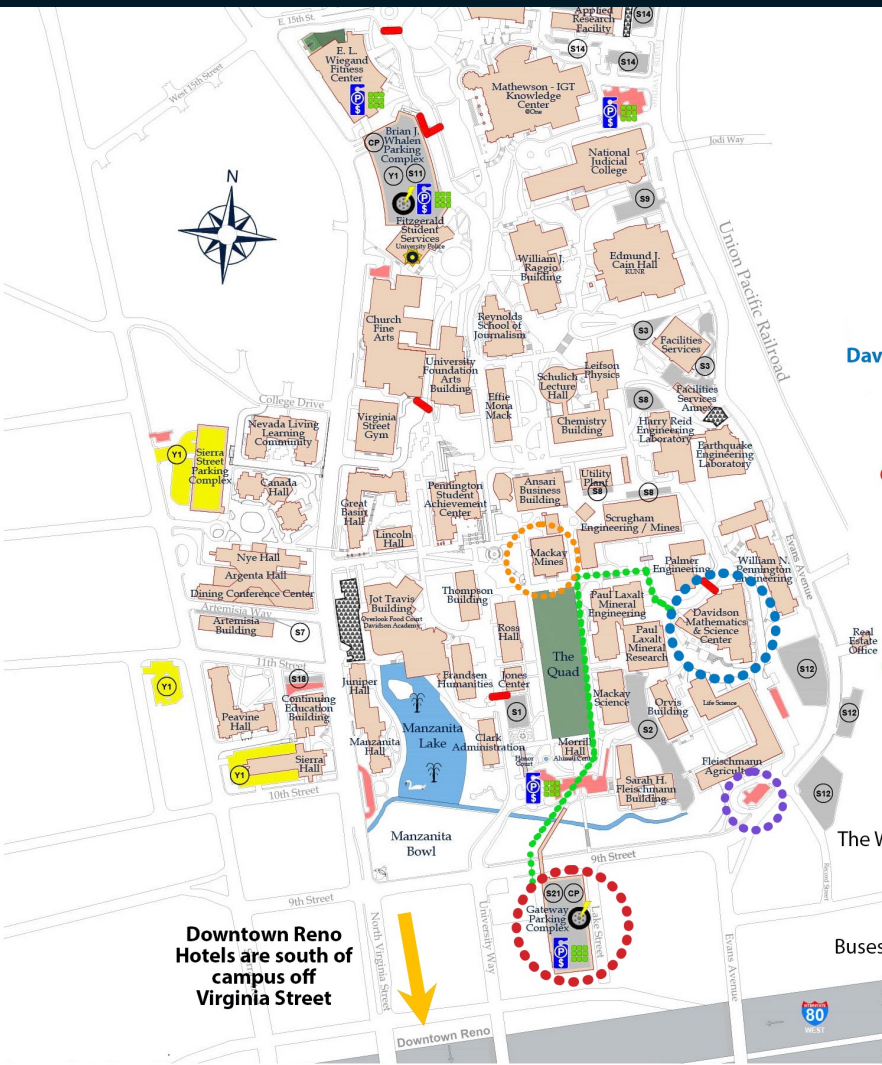 E. 15th St.
Applied
Research
Facility
S14
S14
S14
E. L.
Wiegand
Fitness
Center
P
$
West 15th Street
Mathewson - IGT
Knowledge
Center
@One
P
$
Brian J.
Whalen
Parking
Complex
CP
Y1
S11
P
$
Jodi Way
National
Judicial
College
S9
N
Fitzgerald
Student
Services
University Police
William J.
Raggio
Building
Edmund J.
Cain Hall
KUNR
Union Pacific Railroad
Church
Fine
Arts
Reynolds
School of
Journalism
S3
Facilities
Services
S3
Dav
University
Foundation
Arts
Building
Schulich
Lecture
Hall
Leifson
Physics
Facilities
Services
Annex
S8
College Drive
Effie
Mona
Mack
Nevada Living
Learning
Community
Virginia
Street
Gym
Chemistry
Building
Harry Reid
Engineering
Laboratory
Earthquake
Engineering
Laboratory
Y1
Sierra
Street
Parking
Complex
Canada
Hall
Great
Basin
Hall
Pennington
Student
Achievement
Center
Ansari
Business
Building
Utility
Plant
S8
S8
Lincoln
Hall
Scrugham
Engineering / Mines
Nye Hall
Argenta Hall
Dining Conference Center
Mackay
Mines
Palmer
Engineering
William N.
Pennington
Engineering
Evans Avenue
Artemisia Way
Artemisia
Building
S7
Jot Travis
Building
Overlook Food Court
Davidson Academy
Thompson
Building
Ross
Hall
Paul Laxalt
Mineral
Engineering
Paul
Laxalt
Mineral
Research
Davidson
Mathematics
& Science
Center
Real
Estate
Office
11th Street
The
Quad
Y1
S18
Continuing
Education
Building
Juniper
Hall
Frandsen
Humanities
Jones
Center
S1
Mackay
Science
Orvis
Building
Life Science
S12
S12
Peavine
Hall
Manzanita
Lake
S2
Manzanita
Hall
Clark
Administration
Honor
Court
Morrill
Hall
Y1
Sierra
Hall
Fleischmann
Agriculture
10th Street
P
$
Sarah H.
Fleischmann
Building
S12
Manzanita
Bowl
The W
9th Street
Record Street
9th Street
S21
CP
Gateway
Parking
Complex
P
$
Lake Street
North Virginia Street
University Way
Evans Avenue
Buses
Downtown Reno
Hotels are south of
campus off
Virginia Street
INTERSTATE
80
WEST
Downtown Reno